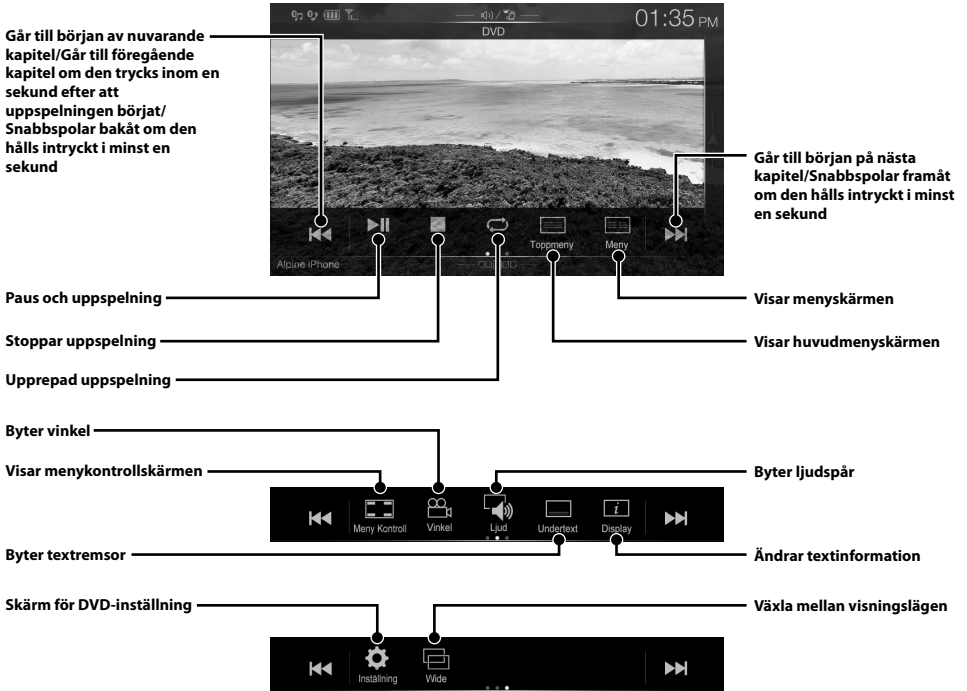 01:35 PM
DVD
Går till början av nuvarande
kapitel/Går till föregående
kapitel om den trycks inom en
sekund efter att
uppspelningen börjat/
Snabbspolar bakåt om den
hålls intryckt i minst en
sekund
Går till början på nästa
kapitel/Snabbspolar framåt
om den hålls intryckt i minst
en sekund
Toppmeny
Meny
Alpine iPhone
Paus och uppspelning
Visar menyskärmen
Stoppar uppspelning
Visar huvudmenyskärmen
Upprepad uppspelning
Byter vinkel
Visar menykontrollskärmen
Byter ljudspår
Meny Kontroll
Vinkel
Ljud
Undertext
Display
Byter textremsor
Ändrar textinformation
Skärm för DVD-inställning
Växla mellan visningslägen
Inställning
Wide